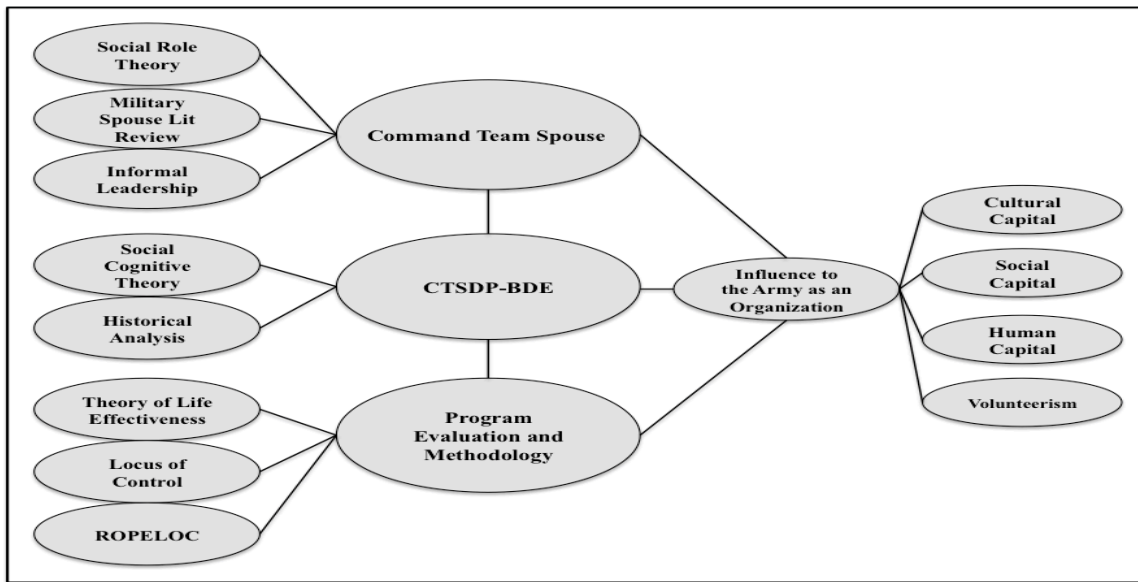 Social Role
Theory
Military
Spouse Lit
Review
Informal
Leadership
Command Team Spouse
Social
Cognitive
Theory
Historical
Analysis
CTSDP-BDE
Theory of Life
Effectiveness
Locus of
Control
ROPELOC
Program
Evaluation and
Methodology
Influence to
the Army as an
Organization
Cultural
Capital
Social
Capital
Human
Capital
Volunteerism